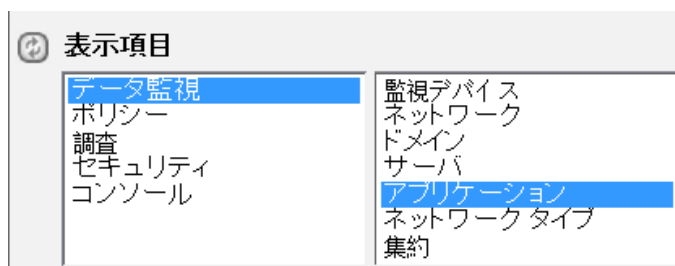 表示項目
データ監視
ポリシー
調査
セキュリティ
コンソール
監視デバイス
ネットワーク
ドメイン
サーバ
アプリケーション
ネットワーク タイプ
集約